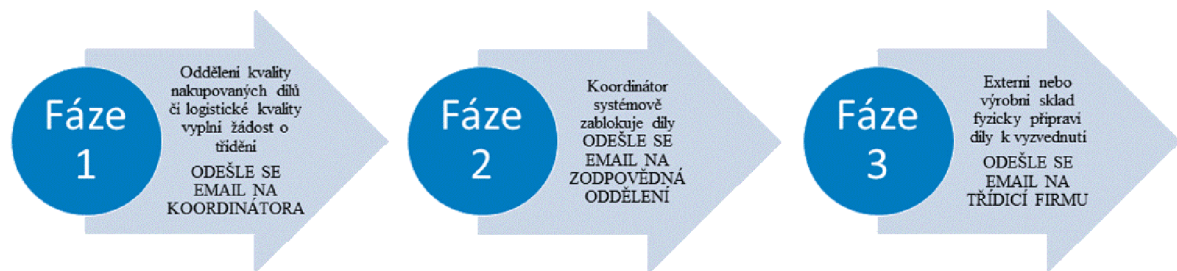 Fáze
1
Oddělení kvality
nakupovaných dílů
či logistické kvality
vyplní žádost o
třídění
ODEŠLE SE
EMAIL NA
KOORDINÁTORA
Fáze
2
Koordinátor
systémově
zablokuje díly
ODEŠLE SE
EMAIL NA
ZODPOVĚDNÁ
ODDĚLENÍ
Fáze
3
Externí nebo
výrobní sklad
fyzicky připraví
díly k vyzvednutí
ODEŠLE SE
EMAIL NA
TŘÍDICÍ FIRMU